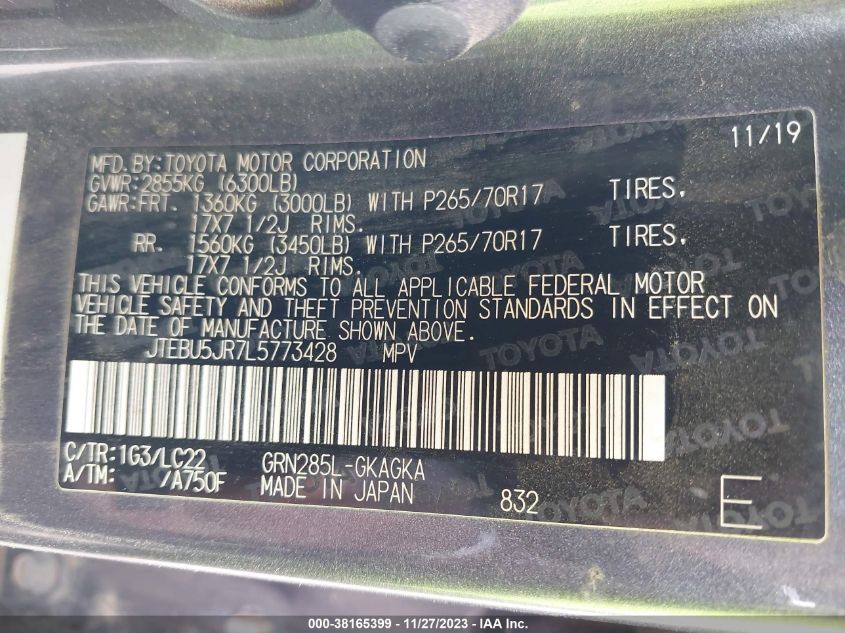 11/19
MFD.BY:TOYOTA MOTOR CORPORATION
GVWR:2855KG (6300LB)
GAWR:FRT. 1360KG (3000LB) WITH P265/70R17 TIRES.
17X7 1/2J RIMS.
RR. 1560KG (3450LB) WITH P265/70R17 TIRES.
17X7 1/2J RIMS.
THIS VEHICLE CONFORMS TO ALL APPLICABLE FEDERAL MOTOR
VEHICLE SAFETY AND THEFT PREVENTION STANDARDS IN EFFECT ON
THE DATE OF MANUFACTURE SHOWN ABOVE.
JTEBU5JR7L5773428 MPV
C/TR:1G3/LC22 GRN285L-GKAGKA
A/TM: /A750F MADE IN JAPAN 832 E
TOYOTA
000-38165399 - 11/27/2023 - IAA Inc.